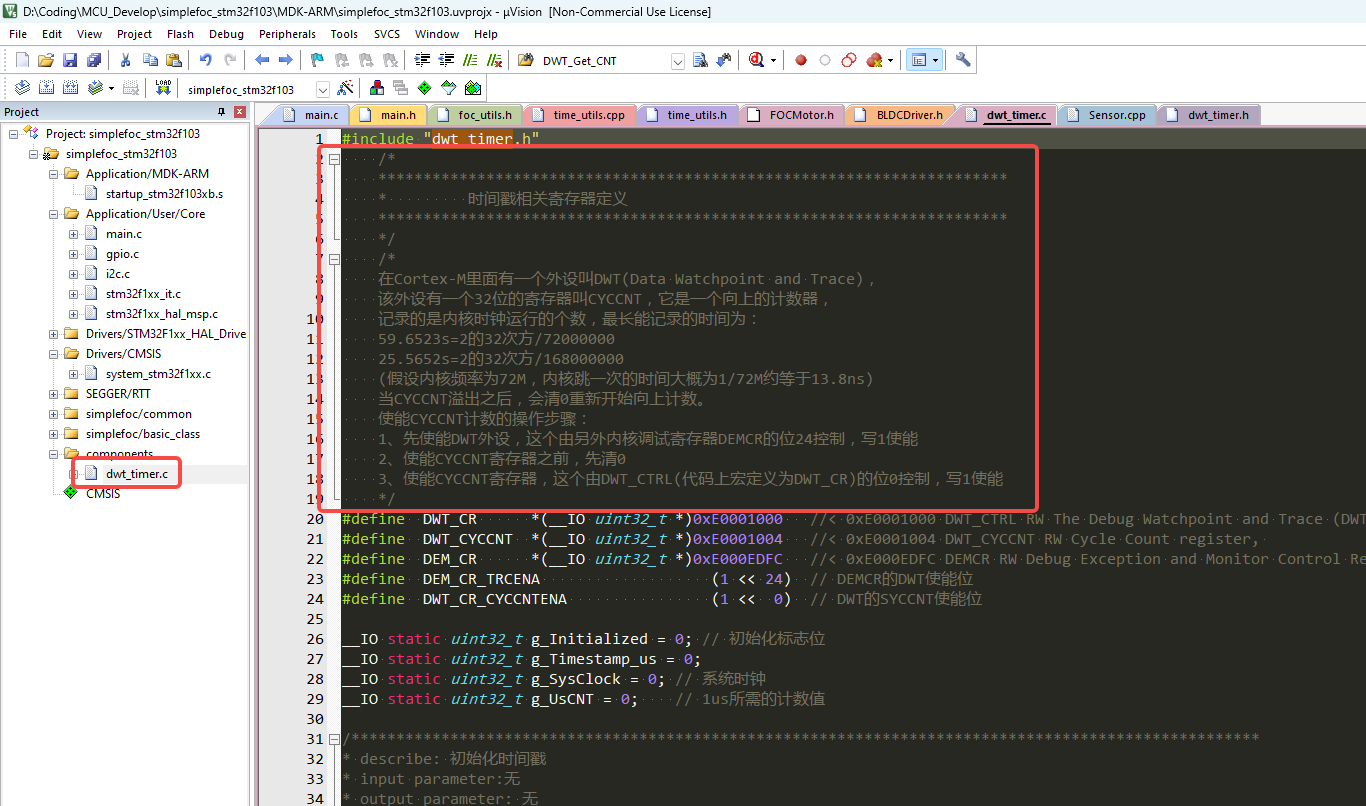 D:\Coding\MCU_Develop\simplefoc_stm32f103\MDK-ARM\simplefoc_stm32f103.uvprojx - µVision [Non-Commercial Use License]
File Edit View Project Flash Debug Peripherals Tools SVCS Window Help
DWT_Get_CNT
LOAD simplefoc_stm32f103
Project
main.c main.h foc_utils.h time_utils.cpp time_utils.h FOCMotor.h BLDCDriver.h dwt_timer.c Sensor.cpp dwt_timer.h
Project: simplefoc_stm32f103
simplefoc_stm32f103
Application/MDK-ARM
startup_stm32f103xb.s
Application/User/Core
main.c
gpio.c
i2c.c
stm32f1xx_it.c
stm32f1xx_hal_msp.c
Drivers/STM32F1xx_HAL_Drive
Drivers/CMSIS
system_stm32f1xx.c
SEGGER/RTT
simplefoc/common
simplefoc/basic_class
components
dwt_timer.c
CMSIS
1 #include "dwt_timer.h"
2 /*
3 **********************************************************************
4 * 时间戳相关寄存器定义
5 **********************************************************************
6 */
7 /*
8 在Cortex-M里面有一个外设叫DWT(Data Watchpoint and Trace)，
9 该外设有一个32位的寄存器叫CYCCNT，它是一个向上的计数器，
10 记录的是内核时钟运行的个数，最长能记录的时间为：
11 59.6523s=2的32次方/72000000
12 25.5652s=2的32次方/168000000
13 (假设内核频率为72M，内核跳一次的时间大概为1/72M约等于13.8ns)
14 当CYCCNT溢出之后，会清0重新开始向上计数。
15 使能CYCCNT计数的操作步骤：
16 1、先使能DWT外设，这个由另外内核调试寄存器DEMCR的位24控制，写1使能
17 2、使能CYCCNT寄存器之前，先清0
18 3、使能CYCCNT寄存器，这个由DWT_CTRL(代码上宏定义为DWT_CR)的位0控制，写1使能
19 */
20 #define DWT_CR *(__IO uint32_t *)0xE0001000 //< 0xE0001000 DWT_CTRL RW The Debug Watchpoint and Trace (DWT
21 #define DWT_CYCCNT *(__IO uint32_t *)0xE0001004 //< 0xE0001004 DWT_CYCCNT RW Cycle Count register,
22 #define DEM_CR *(__IO uint32_t *)0xE000EDFC //< 0xE000EDFC DEMCR RW Debug Exception and Monitor Control Re
23 #define DEM_CR_TRCENA (1 << 24) // DEMCR的DWT使能位
24 #define DWT_CR_CYCCNTENA (1 << 0) // DWT的SYCCNT使能位
25
26 __IO static uint32_t g_Initialized = 0; // 初始化标志位
27 __IO static uint32_t g_Timestamp_us = 0;
28 __IO static uint32_t g_SysClock = 0; // 系统时钟
29 __IO static uint32_t g_UsCNT = 0; // 1us所需的计数值
30
31 /*****************************************************************************************************
32 * describe: 初始化时间戳
33 * input parameter:无
34 * output parameter: 无